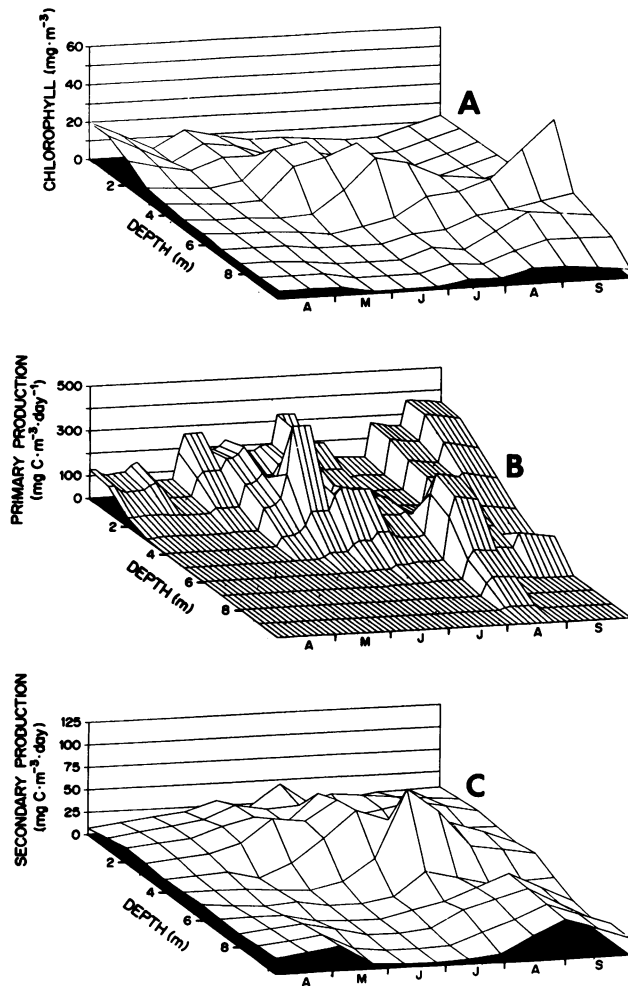 CHLOROPHYLL (mg·m⁻³)
60
40
20
0
2
4
6
8
DEPTH (m)
A
A M J J A S
PRIMARY PRODUCTION
(mg C·m⁻³·day⁻¹)
500
300
100
0
2
4
6
8
DEPTH (m)
B
A M J J A S
SECONDARY PRODUCTION
(mg C·m⁻³·day)
125
100
75
50
25
0
2
4
6
8
DEPTH (m)
C
A M J J A S